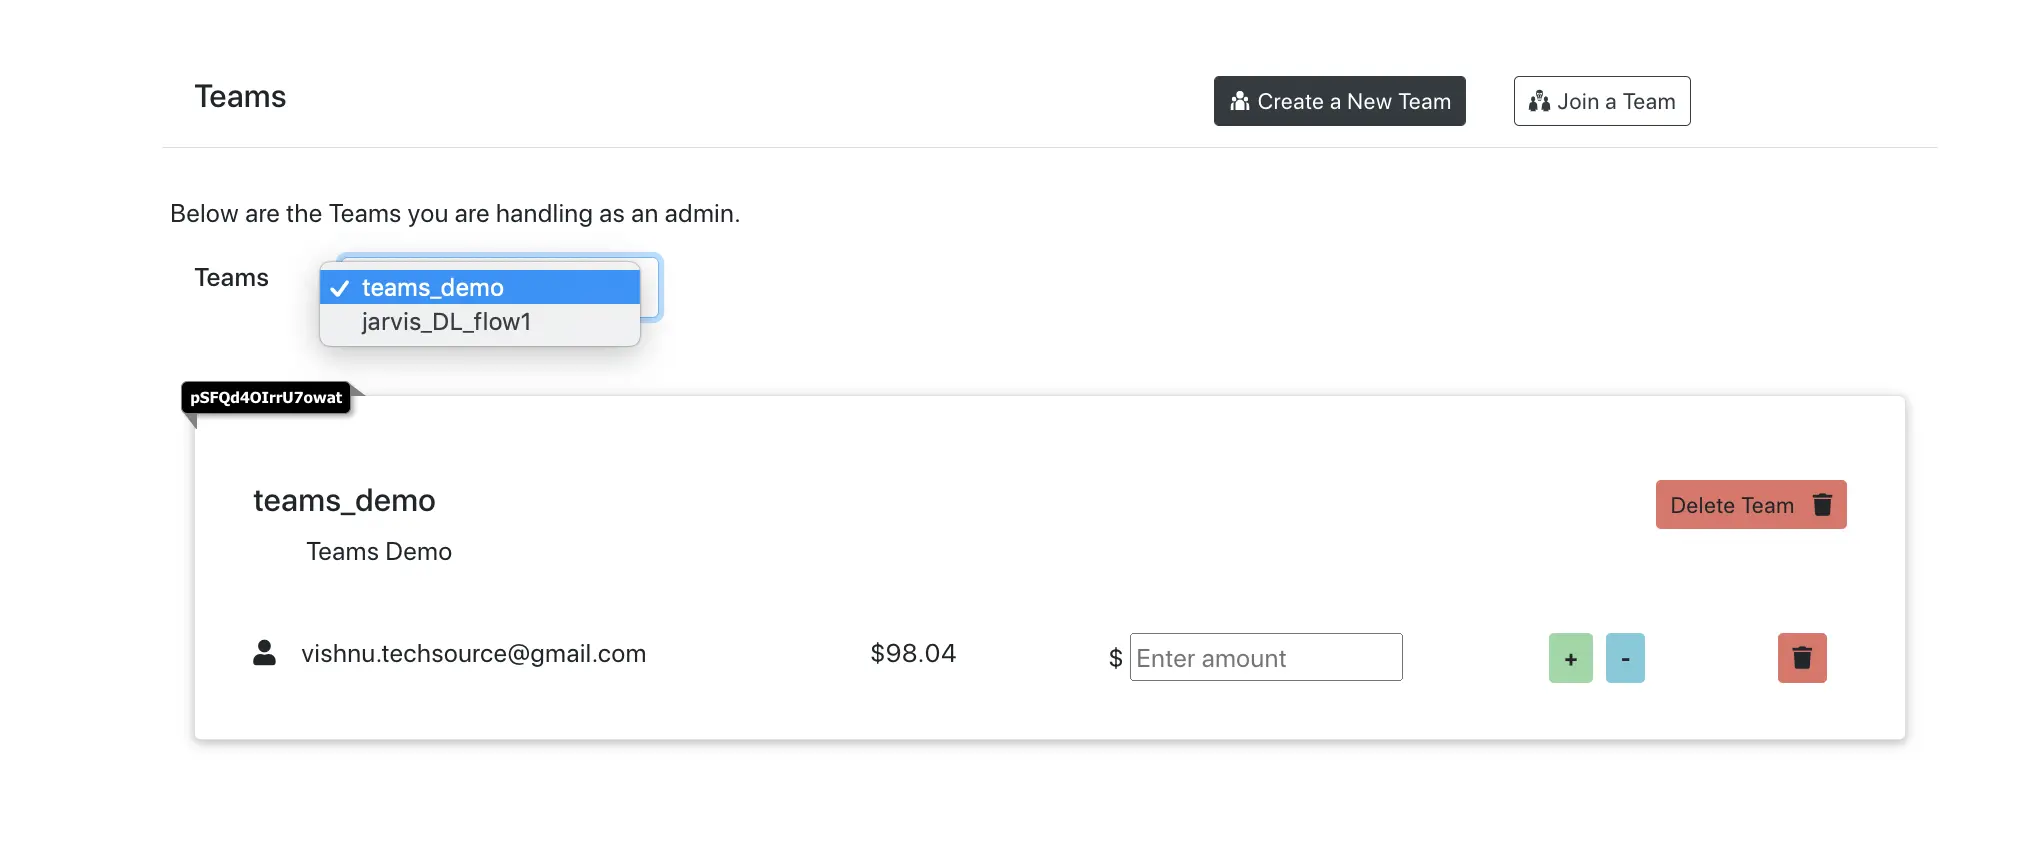 Teams
Create a New Team
Join a Team
Below are the Teams you are handling as an admin.
Teams
teams_demo
jarvis_DL_flow1
pSFQd4OIrrU7owat
teams_demo
Delete Team
Teams Demo
vishnu.techsource@gmail.com
$98.04
$ Enter amount
+
-